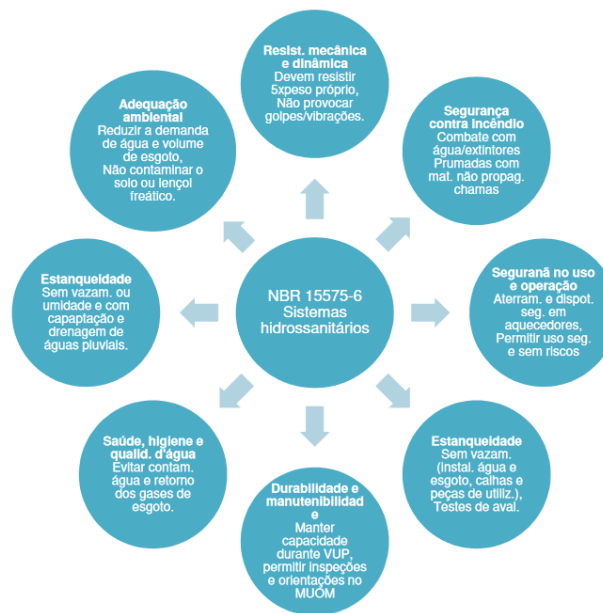 Resist. mecânica
e dinâmica
Devem resistir
5xpeso próprio,
Não provocar
golpes/vibrações.
Segurança
contra incêndio
Combate com
água/extintores
Prumadas com
mat. não propag.
chamas
Seguranã no uso
e operação
Aterram. e dispot.
seg. em
aquecedores,
Permitir uso seg.
e sem riscos
Estanqueidade
Sem vazam.
(instal. água e
esgoto, calhas e
peças de utiliz.),
Testes de aval.
Durabilidade e
manutenibilidad
e
Manter
capacidade
durante VUP,
permitir inspeções
e orientações no
MUOM
Saúde, higiene e
qualid. d'água
Evitar contam.
água e retorno
dos gases de
esgoto.
Estanqueidade
Sem vazam. ou
umidade e com
capaptação e
drenagem de
águas pluviais.
Adequação
ambiental
Reduzir a demanda
de água e volume
de esgoto,
Não contaminar o
solo ou lençol
freático.
NBR 15575-6
Sistemas
hidrossanitários